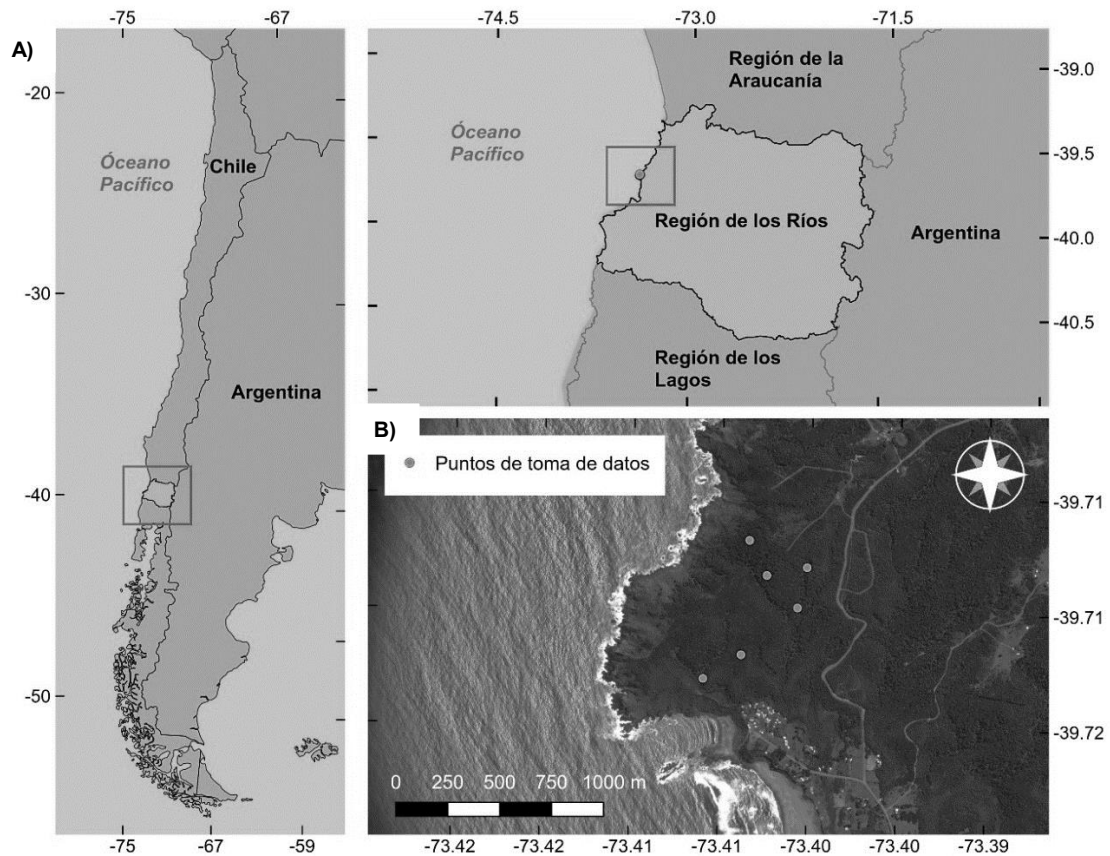 A)
-75
-67
-20
-30
-40
-50
Óceano
Pacífico
Chile
Argentina
-75
-67
-59
-74.5
-73.0
-71.5
Región de la
Araucanía
Óceano
Pacífico
Región de los Ríos
Argentina
Región de los
Lagos
-39.0
-39.5
-40.0
-40.5
B)
Puntos de toma de datos
0 250 500 750 1000 m
-39.71
-39.71
-39.72
-73.42
-73.42
-73.41
-73.41
-73.40
-73.40
-73.39